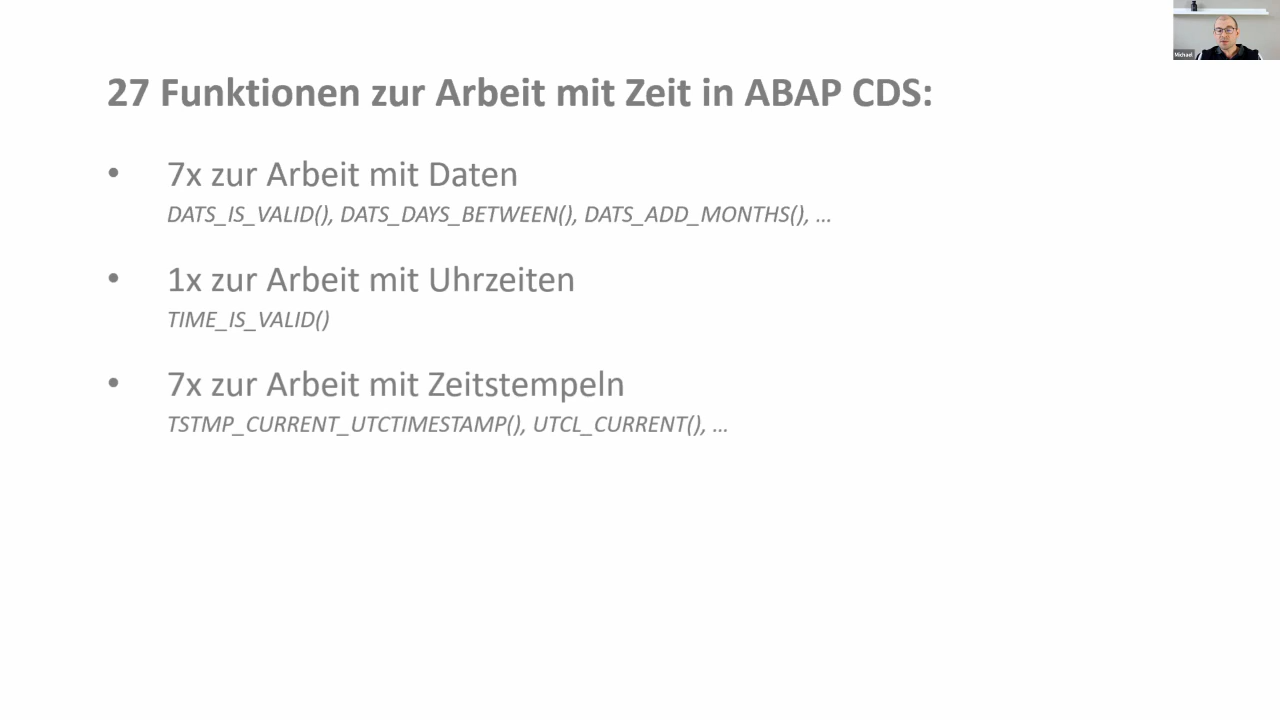 Michael
27 Funktionen zur Arbeit mit Zeit in ABAP CDS:
• 7x zur Arbeit mit Daten
DATS_IS_VALID(), DATS_DAYS_BETWEEN(), DATS_ADD_MONTHS(), …
• 1x zur Arbeit mit Uhrzeiten
TIME_IS_VALID()
• 7x zur Arbeit mit Zeitstempeln
TSTMP_CURRENT_UTCTIMESTAMP(), UTCL_CURRENT(), …